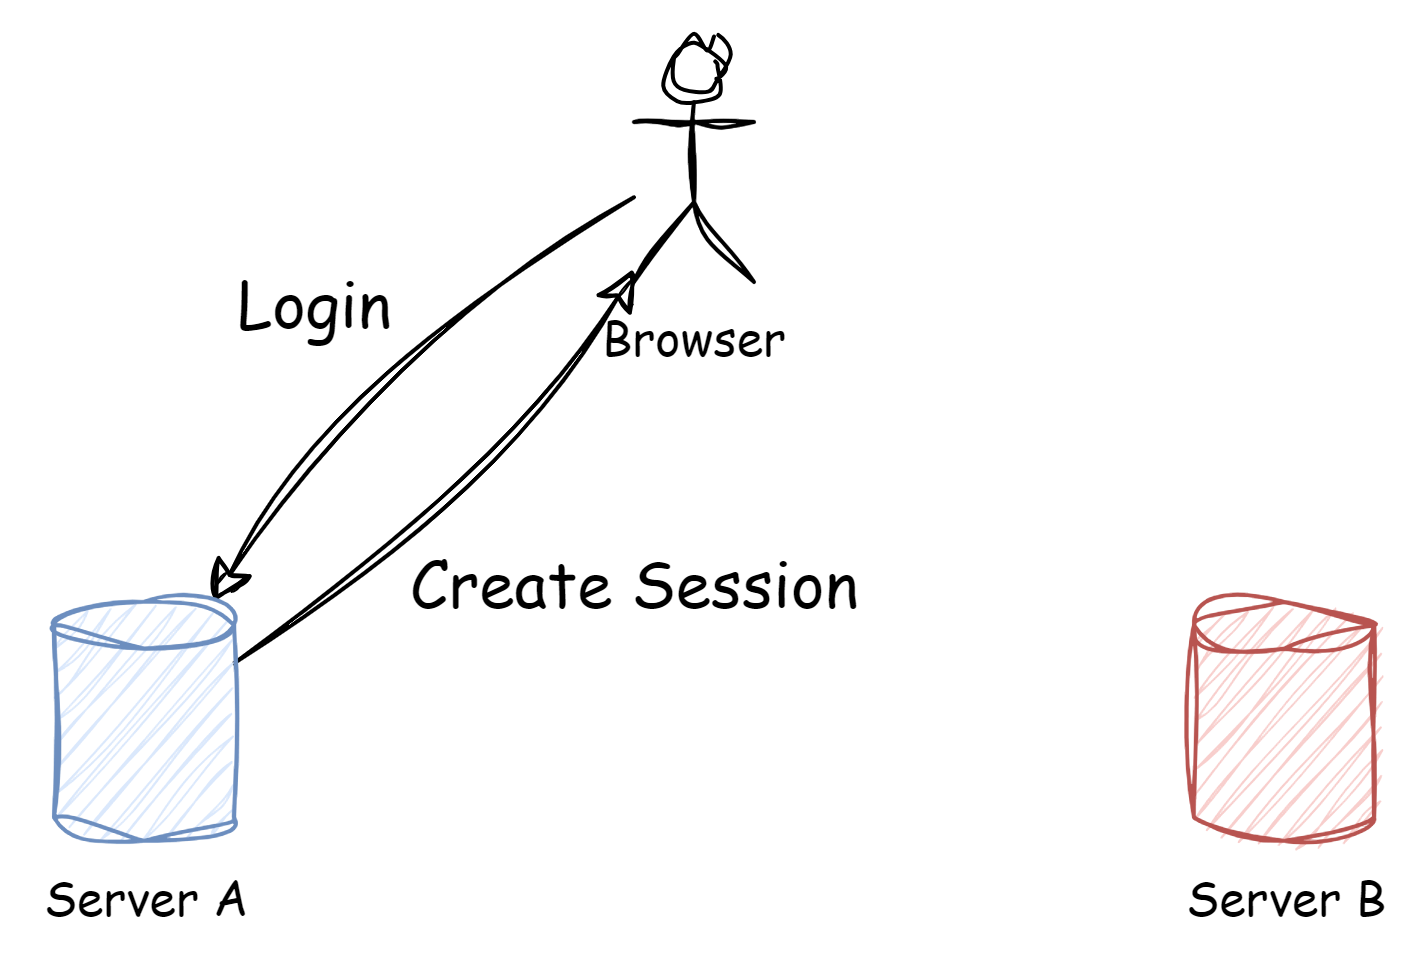 Login
Browser
Create Session
Server A
Server B